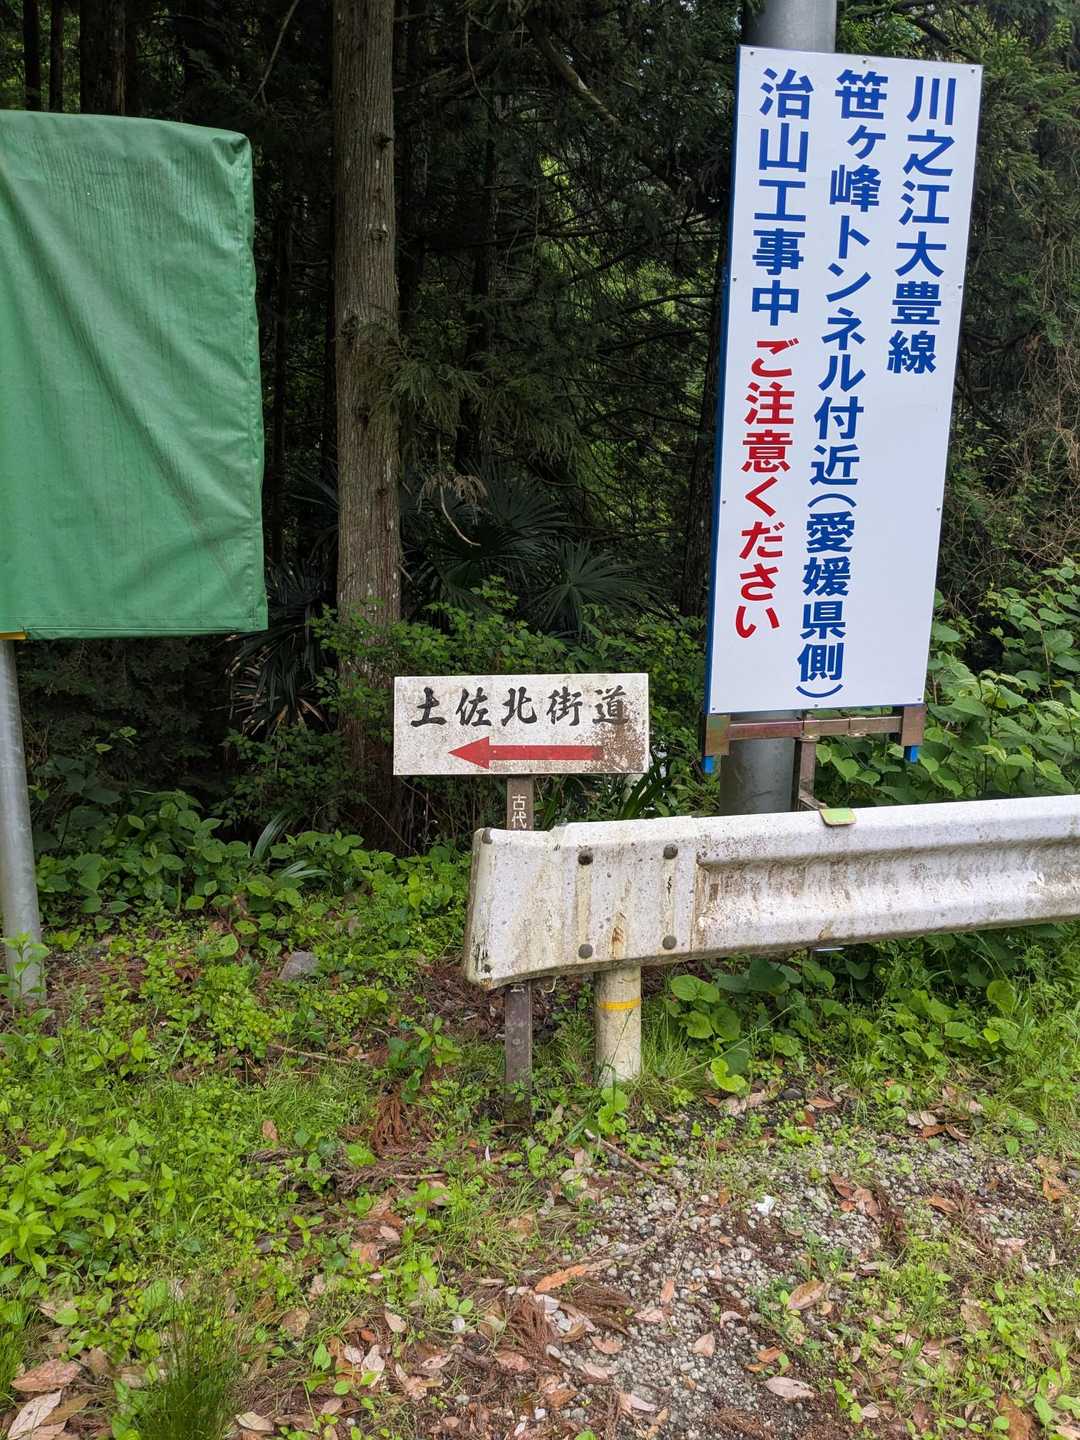 川之江大豊線
笹ヶ峰トンネル付近(愛媛県側)
治山工事中 ご注意ください
土佐北街道
古代